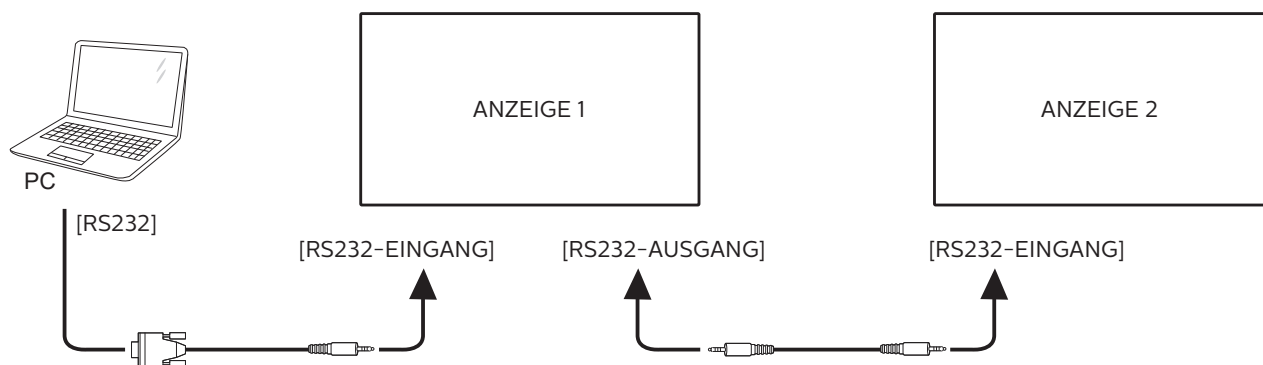 ANZEIGE 1
ANZEIGE 2
PC
[RS232]
[RS232-EINGANG]
[RS232-AUSGANG]
[RS232-EINGANG]